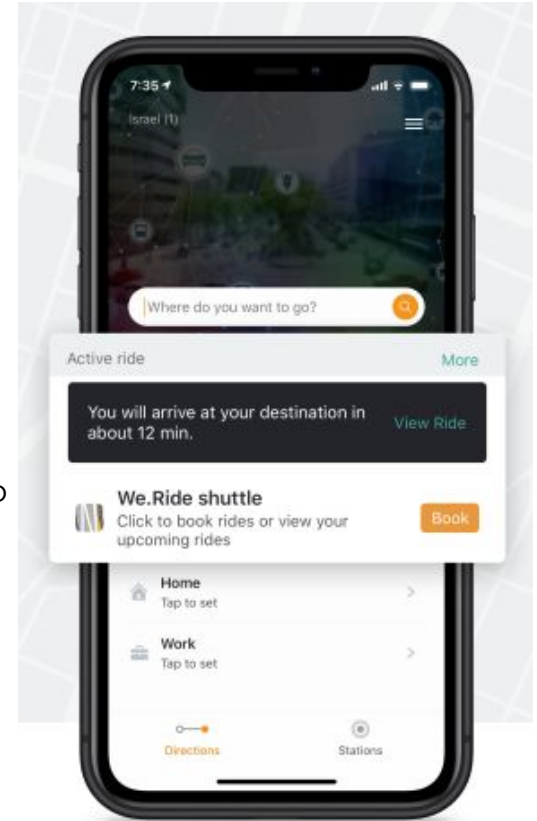 7:35
Israel (1)
Where do you want to go?
Active ride
More
You will arrive at your destination in
about 12 min.
View Ride
We.Ride shuttle
Click to book rides or view your
upcoming rides
Book
Home
Tap to set
Work
Tap to set
Directions
Stations